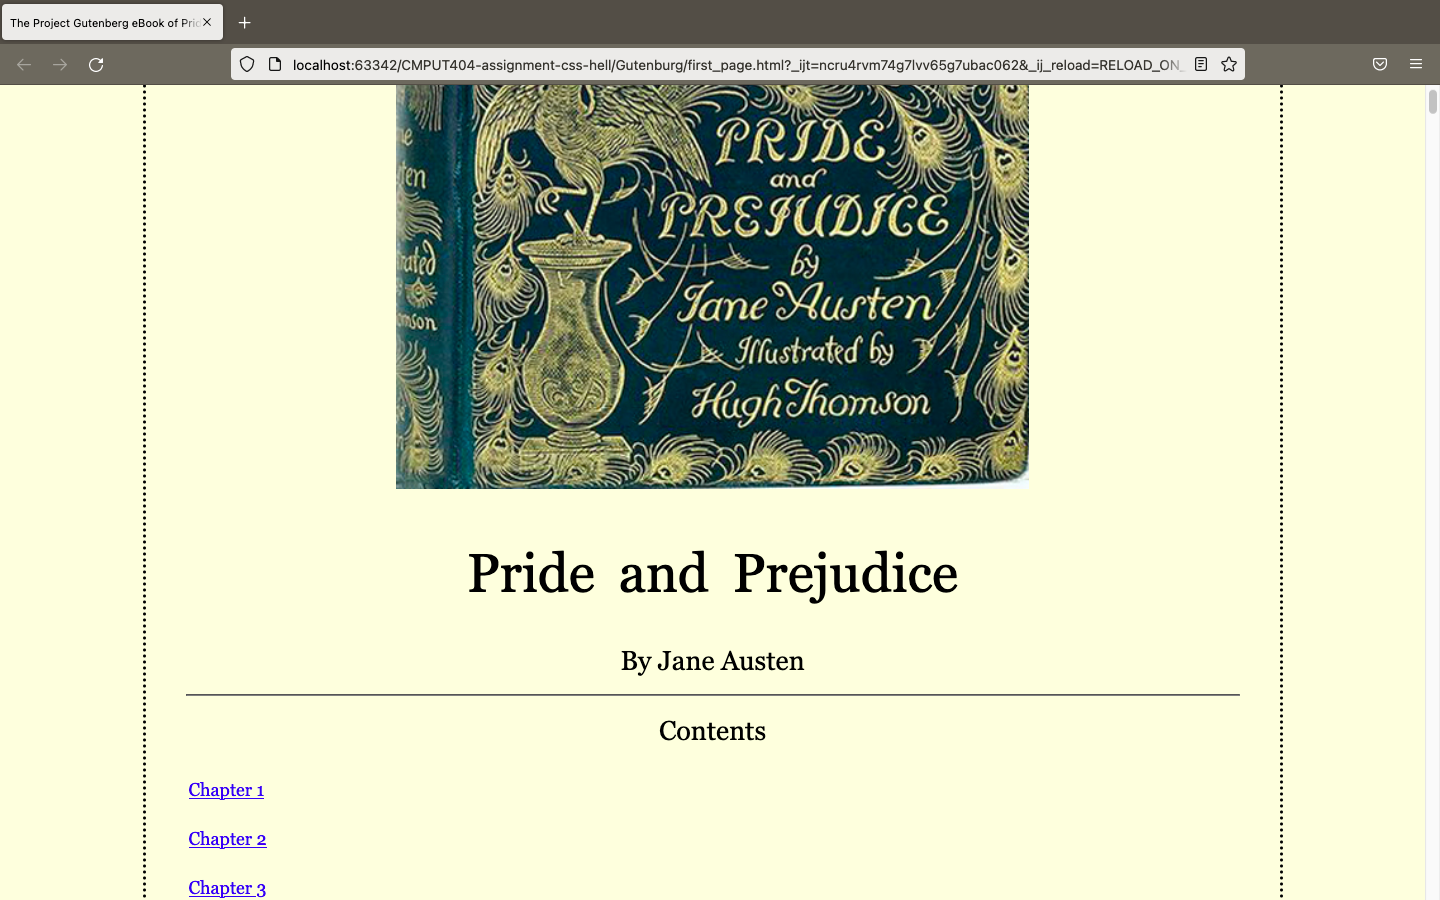 The Project Gutenberg eBook of Pri
localhost:63342/CMPUT404-assignment-css-hell/Gutenburg/first_page.html?_ijt=ncru4rvm74g7lvv65g7ubac062&_ij_reload=RELOAD_ON_
PRIDE
and
PREJUDICE
by
Jane Austen
Illustrated by
Hugh Thomson
Pride and Prejudice
By Jane Austen
Contents
Chapter 1
Chapter 2
Chapter 3